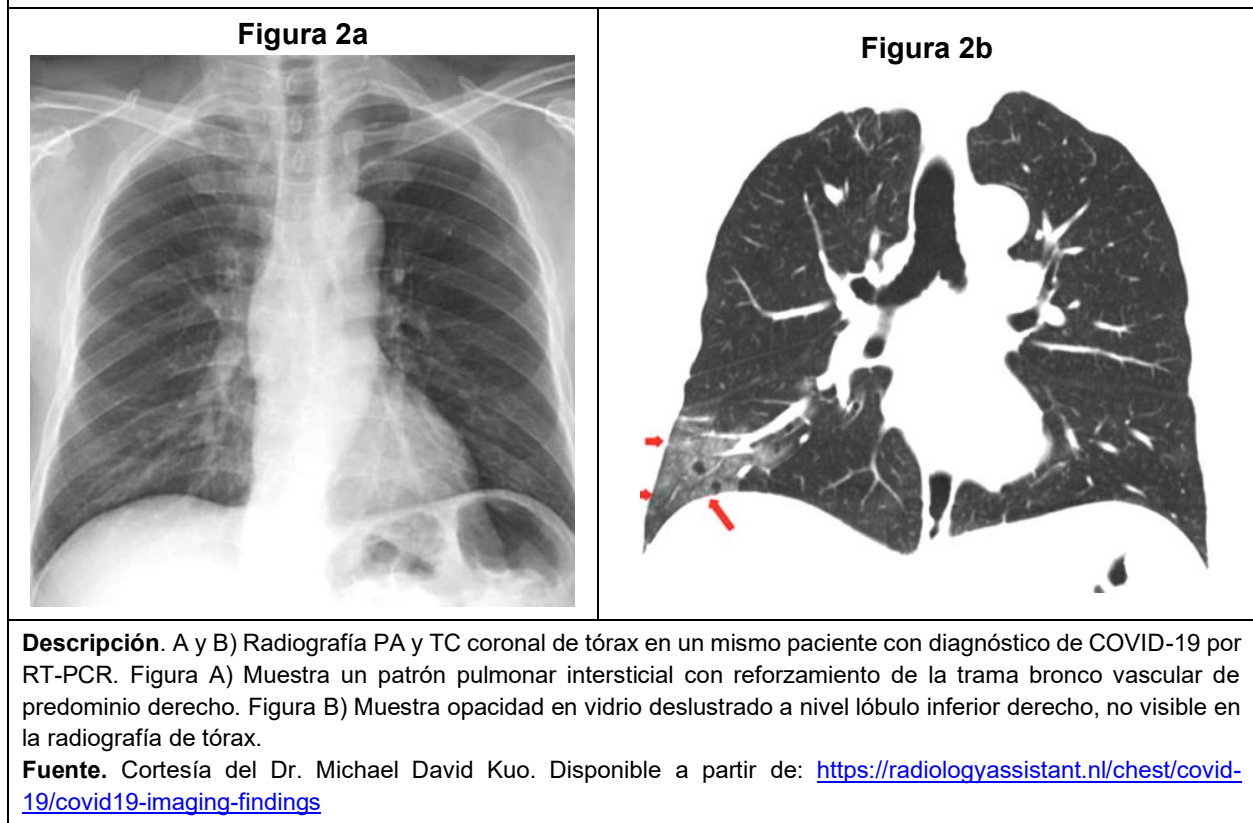 Figura 2a
Figura 2b
Descripción. A y B) Radiografía PA y TC coronal de tórax en un mismo paciente con diagnóstico de COVID-19 por
RT-PCR. Figura A) Muestra un patrón pulmonar intersticial con reforzamiento de la trama bronco vascular de
predominio derecho. Figura B) Muestra opacidad en vidrio deslustrado a nivel lóbulo inferior derecho, no visible en
la radiografía de tórax.
Fuente. Cortesía del Dr. Michael David Kuo. Disponible a partir de: https://radiologyassistant.nl/chest/covid-
19/covid19-imaging-findings